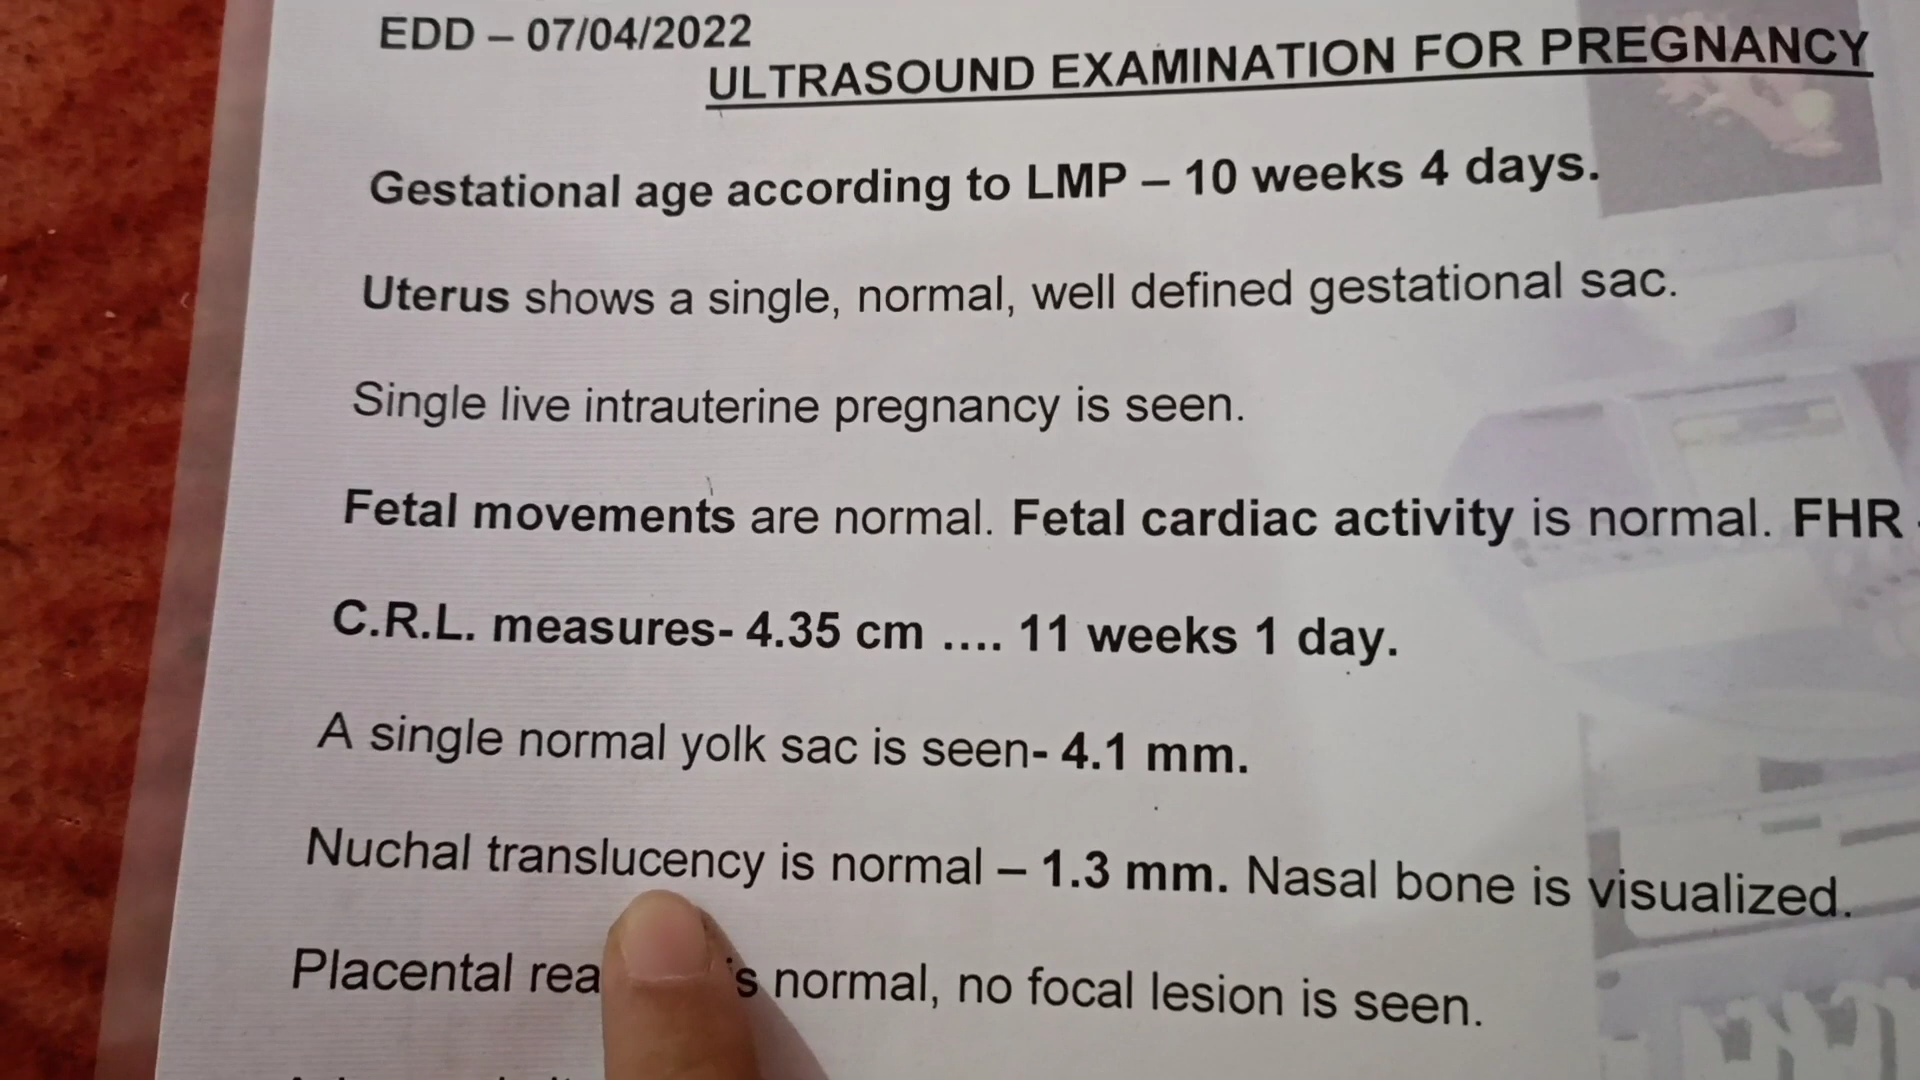 EDD – 07/04/2022
ULTRASOUND EXAMINATION FOR PREGNANCY
Gestational age according to LMP – 10 weeks 4 days.
Uterus shows a single, normal, well defined gestational sac.
Single live intrauterine pregnancy is seen.
Fetal movements are normal. Fetal cardiac activity is normal. FHR
C.R.L. measures- 4.35 cm .... 11 weeks 1 day.
A single normal yolk sac is seen- 4.1 mm.
Nuchal translucency is normal – 1.3 mm. Nasal bone is visualized.
Placental normal, no focal lesion is seen.